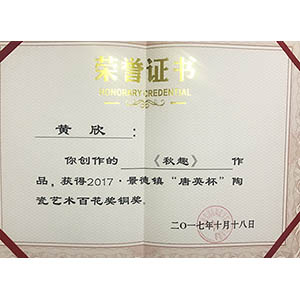 荣誉证书
HONORARY CREDENTIAL
黄欣：
你创作的《秋趣》作
品，获得2017·景德镇“唐英杯”陶
瓷艺术百花奖铜奖。
二〇一七年十月十八日